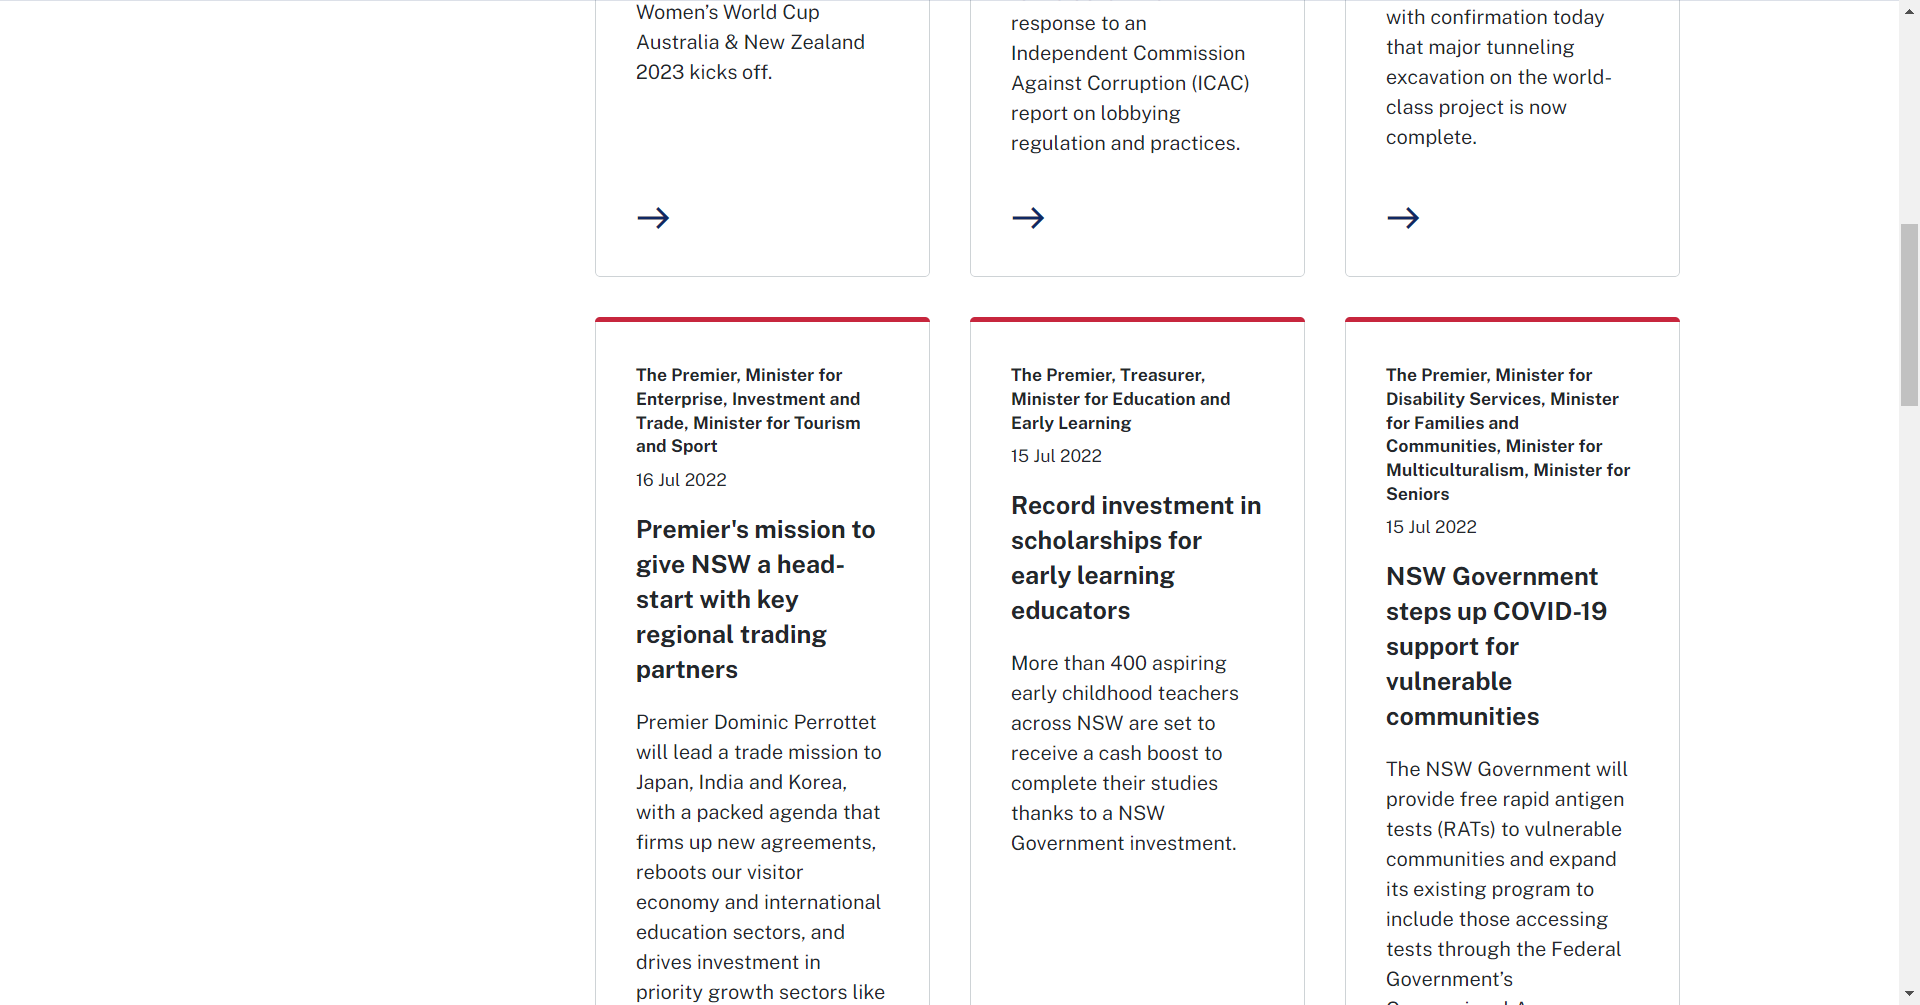 Women’s World Cup
Australia & New Zealand
2023 kicks off.
response to an
Independent Commission
Against Corruption (ICAC)
report on lobbying
regulation and practices.
with confirmation today
that major tunneling
excavation on the world-
class project is now
complete.
The Premier, Minister for
Enterprise, Investment and
Trade, Minister for Tourism
and Sport
16 Jul 2022
Premier's mission to
give NSW a head-
start with key
regional trading
partners
Premier Dominic Perrottet
will lead a trade mission to
Japan, India and Korea,
with a packed agenda that
firms up new agreements,
reboots our visitor
economy and international
education sectors, and
drives investment in
priority growth sectors like
The Premier, Treasurer,
Minister for Education and
Early Learning
15 Jul 2022
Record investment in
scholarships for
early learning
educators
More than 400 aspiring
early childhood teachers
across NSW are set to
receive a cash boost to
complete their studies
thanks to a NSW
Government investment.
The Premier, Minister for
Disability Services, Minister
for Families and
Communities, Minister for
Multiculturalism, Minister for
Seniors
15 Jul 2022
NSW Government
steps up COVID-19
support for
vulnerable
communities
The NSW Government will
provide free rapid antigen
tests (RATs) to vulnerable
communities and expand
its existing program to
include those accessing
tests through the Federal
Government’s